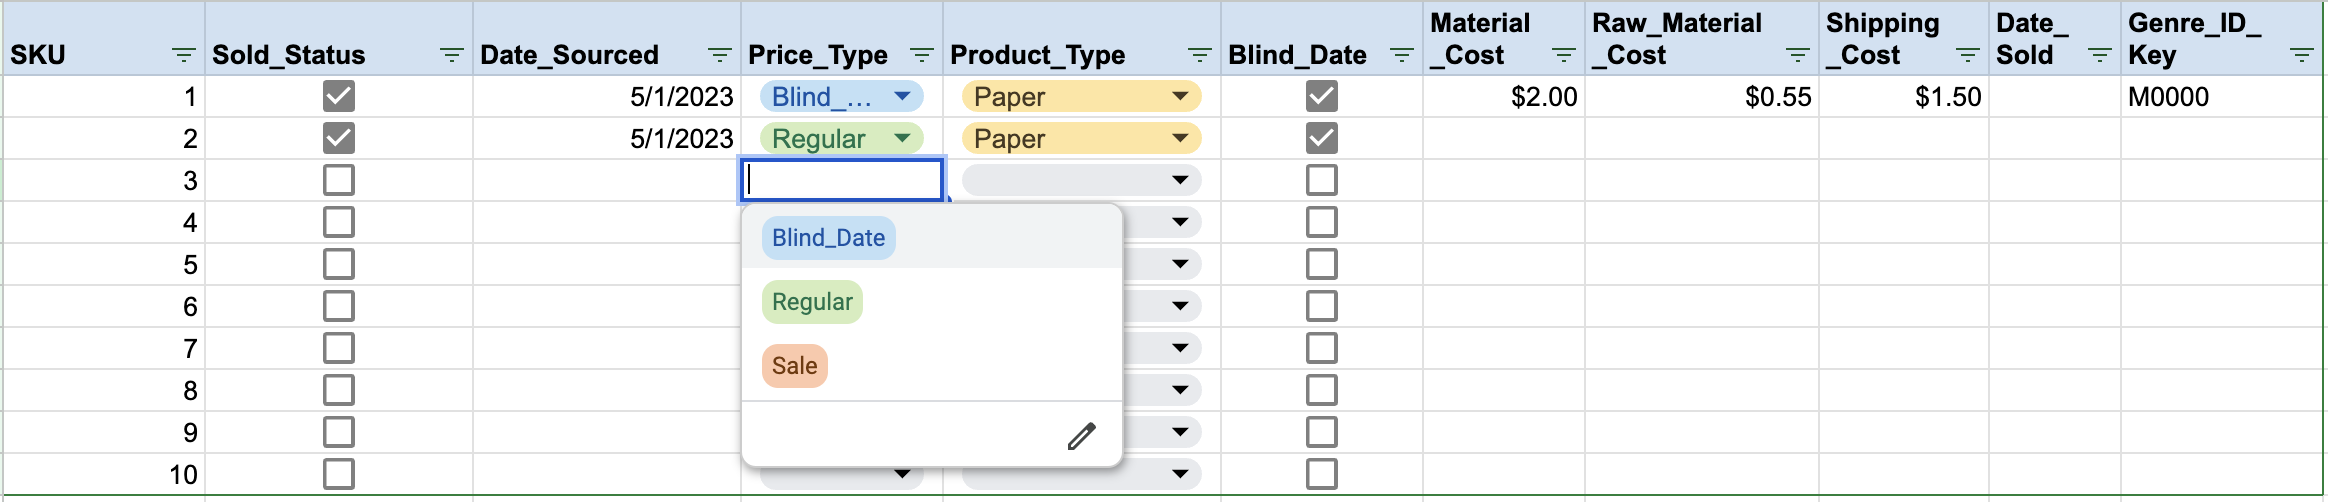 SKU Sold_Status Date_Sourced Price_Type Product_Type Blind_Date Material_Cost Raw_Material_Cost Shipping_Cost Date_Sold Genre_ID_Key
1 5/1/2023 Blind_... Paper $2.00 $0.55 $1.50 M0000
2 5/1/2023 Regular Paper
3
4
Blind_Date
5
6
Regular
7
8
Sale
9
10